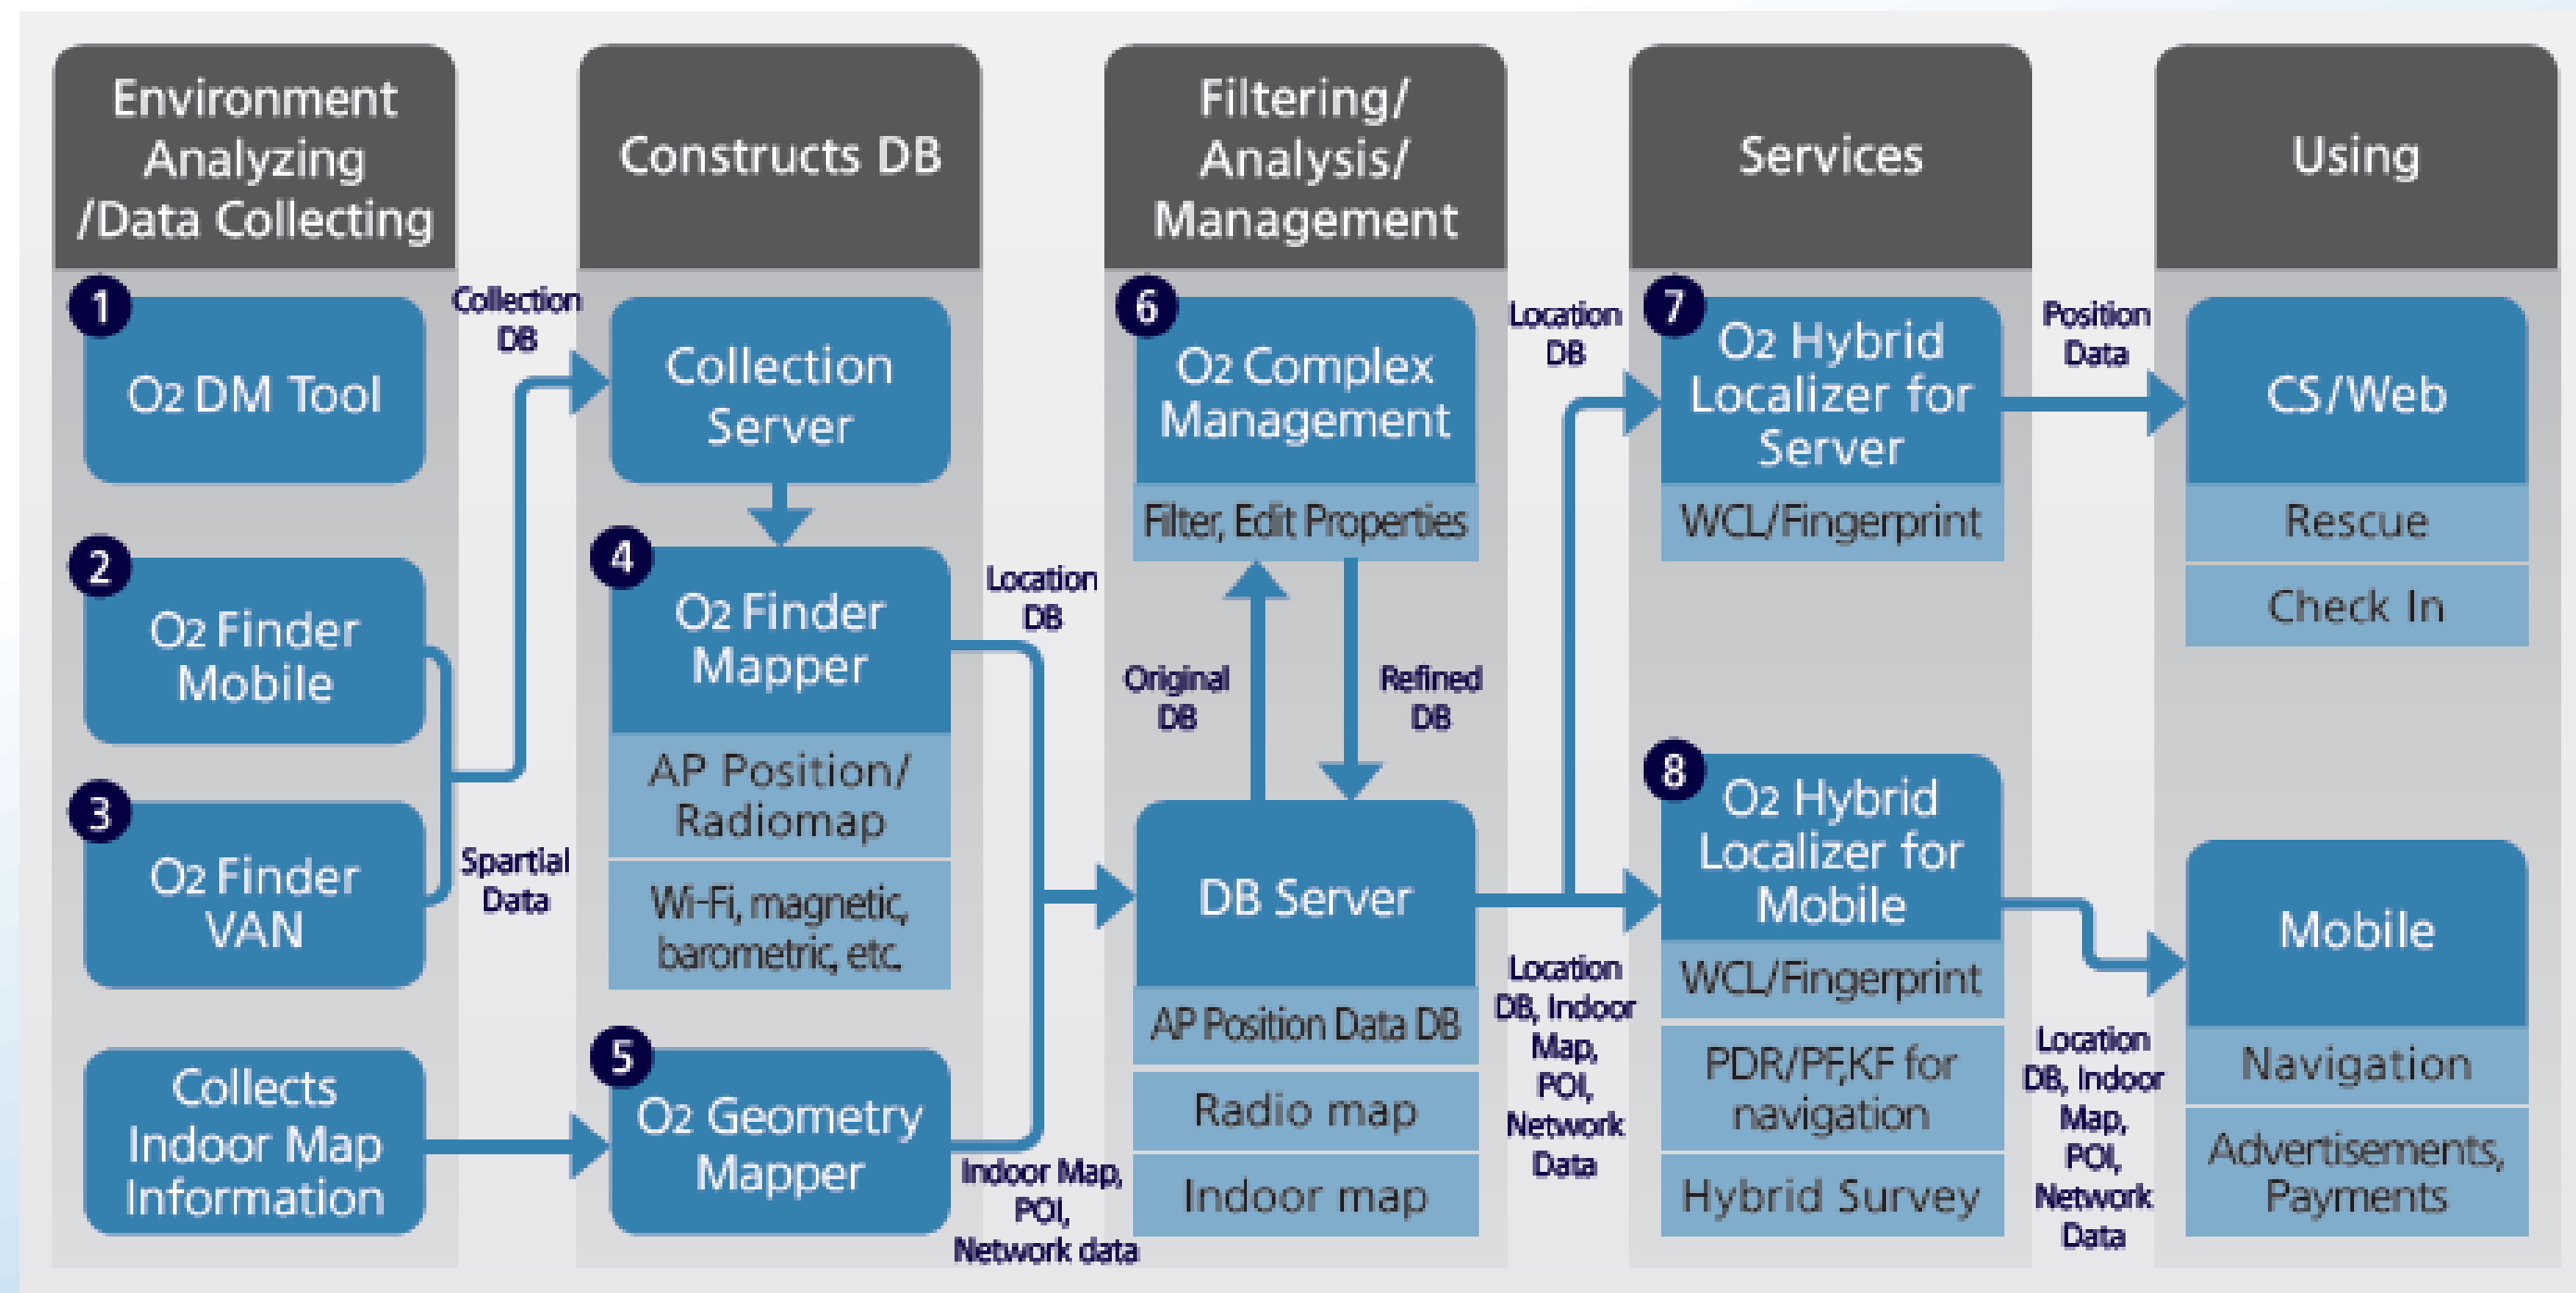 Environment
Analyzing
/Data Collecting
1
O2 DM Tool
2
O2 Finder
Mobile
3
O2 Finder
VAN
Collects
Indoor Map
Information
Collection
DB
Spartial
Data
Constructs DB
Collection
Server
4
O2 Finder
Mapper
AP Position/
Radiomap
Wi-Fi, magnetic,
barometric, etc.
5
O2 Geometry
Mapper
Location
DB
Indoor Map,
POI,
Network data
Filtering/
Analysis/
Management
6
O2 Complex
Management
Filter, Edit Properties
Original
DB
Refined
DB
DB Server
AP Position Data DB
Radio map
Indoor map
Location
DB
Location
DB, Indoor
Map,
POI,
Network
Data
Services
7
O2 Hybrid
Localizer for
Server
WCL/Fingerprint
8
O2 Hybrid
Localizer for
Mobile
WCL/Fingerprint
PDR/PF,KF for
navigation
Hybrid Survey
Position
Data
Location
DB, Indoor
Map,
POI,
Network
Data
Using
CS/Web
Rescue
Check In
Mobile
Navigation
Advertisements,
Payments